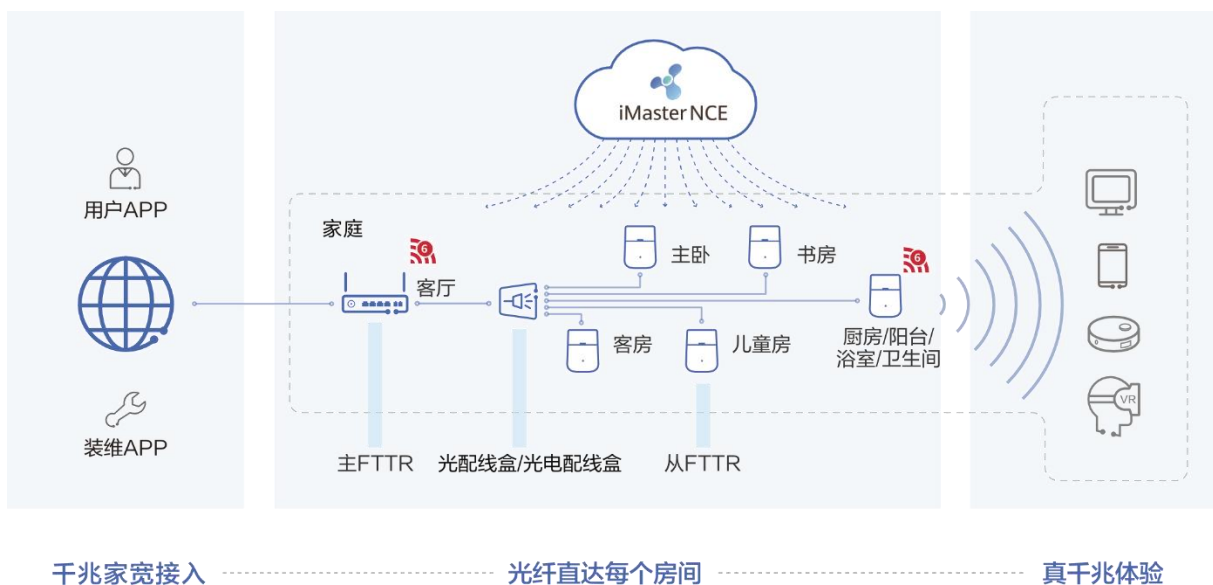 iMaster NCE
用户APP
家庭
6
客厅
主卧
书房
6
客房
儿童房
厨房/阳台/
浴室/卫生间
VR
装维APP
主FTTR
光配线盒/光电配线盒
从FTTR
千兆家宽接入
光纤直达每个房间
真千兆体验